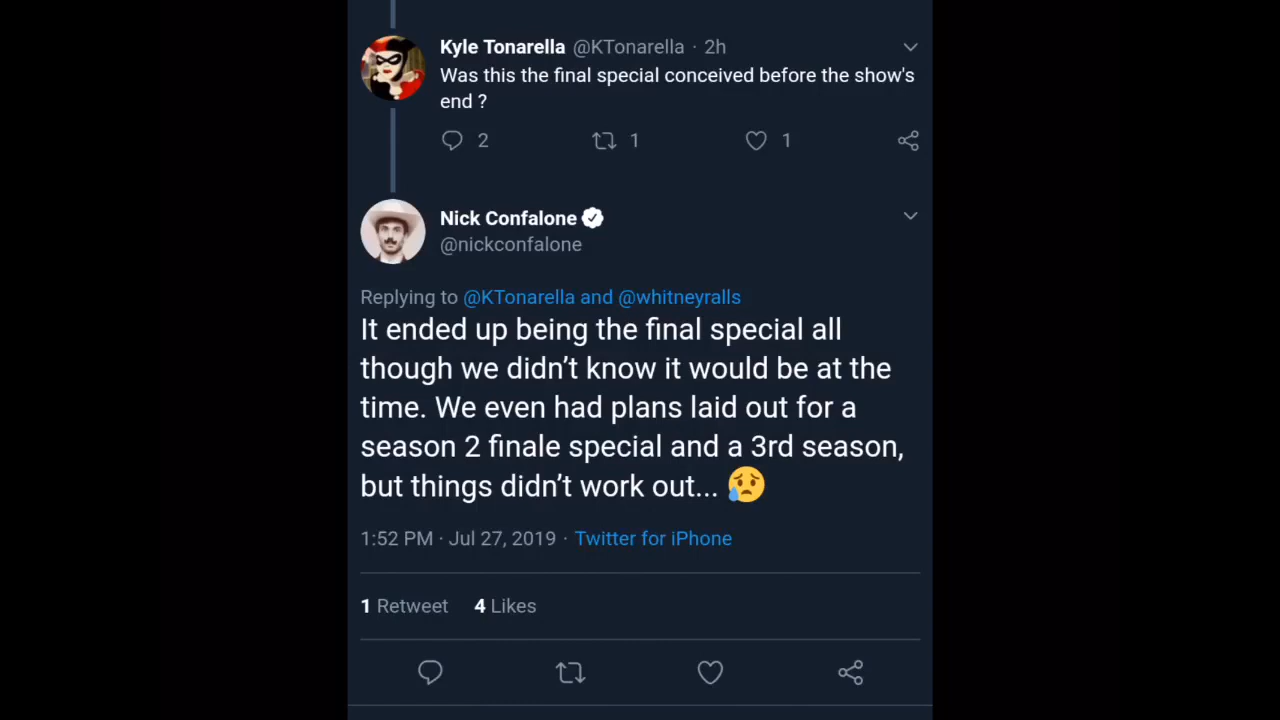 Kyle Tonarella @KTonarella · 2h
Was this the final special conceived before the show's
end ?
2 1 1
Nick Confalone
@nickconfalone
Replying to @KTonarella and @whitneyralls
It ended up being the final special all
though we didn’t know it would be at the
time. We even had plans laid out for a
season 2 finale special and a 3rd season,
but things didn’t work out... 😥
1:52 PM · Jul 27, 2019 · Twitter for iPhone
1 Retweet 4 Likes